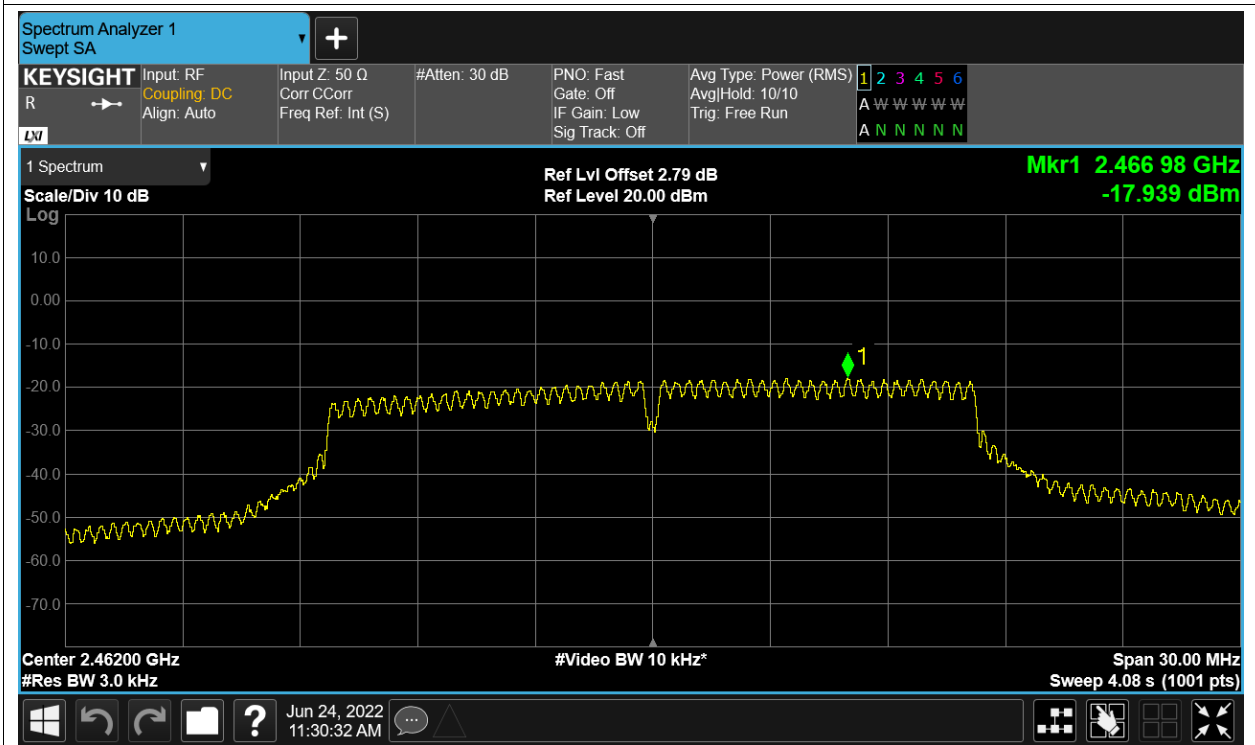 Spectrum Analyzer 1
Swept SA
+
KEYSIGHT Input: RF Input Z: 50 Ω #Atten: 30 dB PNO: Fast Avg Type: Power (RMS) 1 2 3 4 5 6
R Coupling: DC Corr CCorr Gate: Off Avg|Hold: 10/10 A W W W W W
Align: Auto Freq Ref: Int (S) IF Gain: Low Trig: Free Run
LXI Sig Track: Off A N N N N N
1 Spectrum Ref Lvl Offset 2.79 dB Mkr1 2.466 98 GHz
Scale/Div 10 dB Ref Level 20.00 dBm -17.939 dBm
Log
10.0
0.00
-10.0
1
-20.0
-30.0
-40.0
-50.0
-60.0
-70.0
Center 2.46200 GHz #Video BW 10 kHz* Span 30.00 MHz
#Res BW 3.0 kHz Sweep 4.08 s (1001 pts)
? Jun 24, 2022
11:30:32 AM